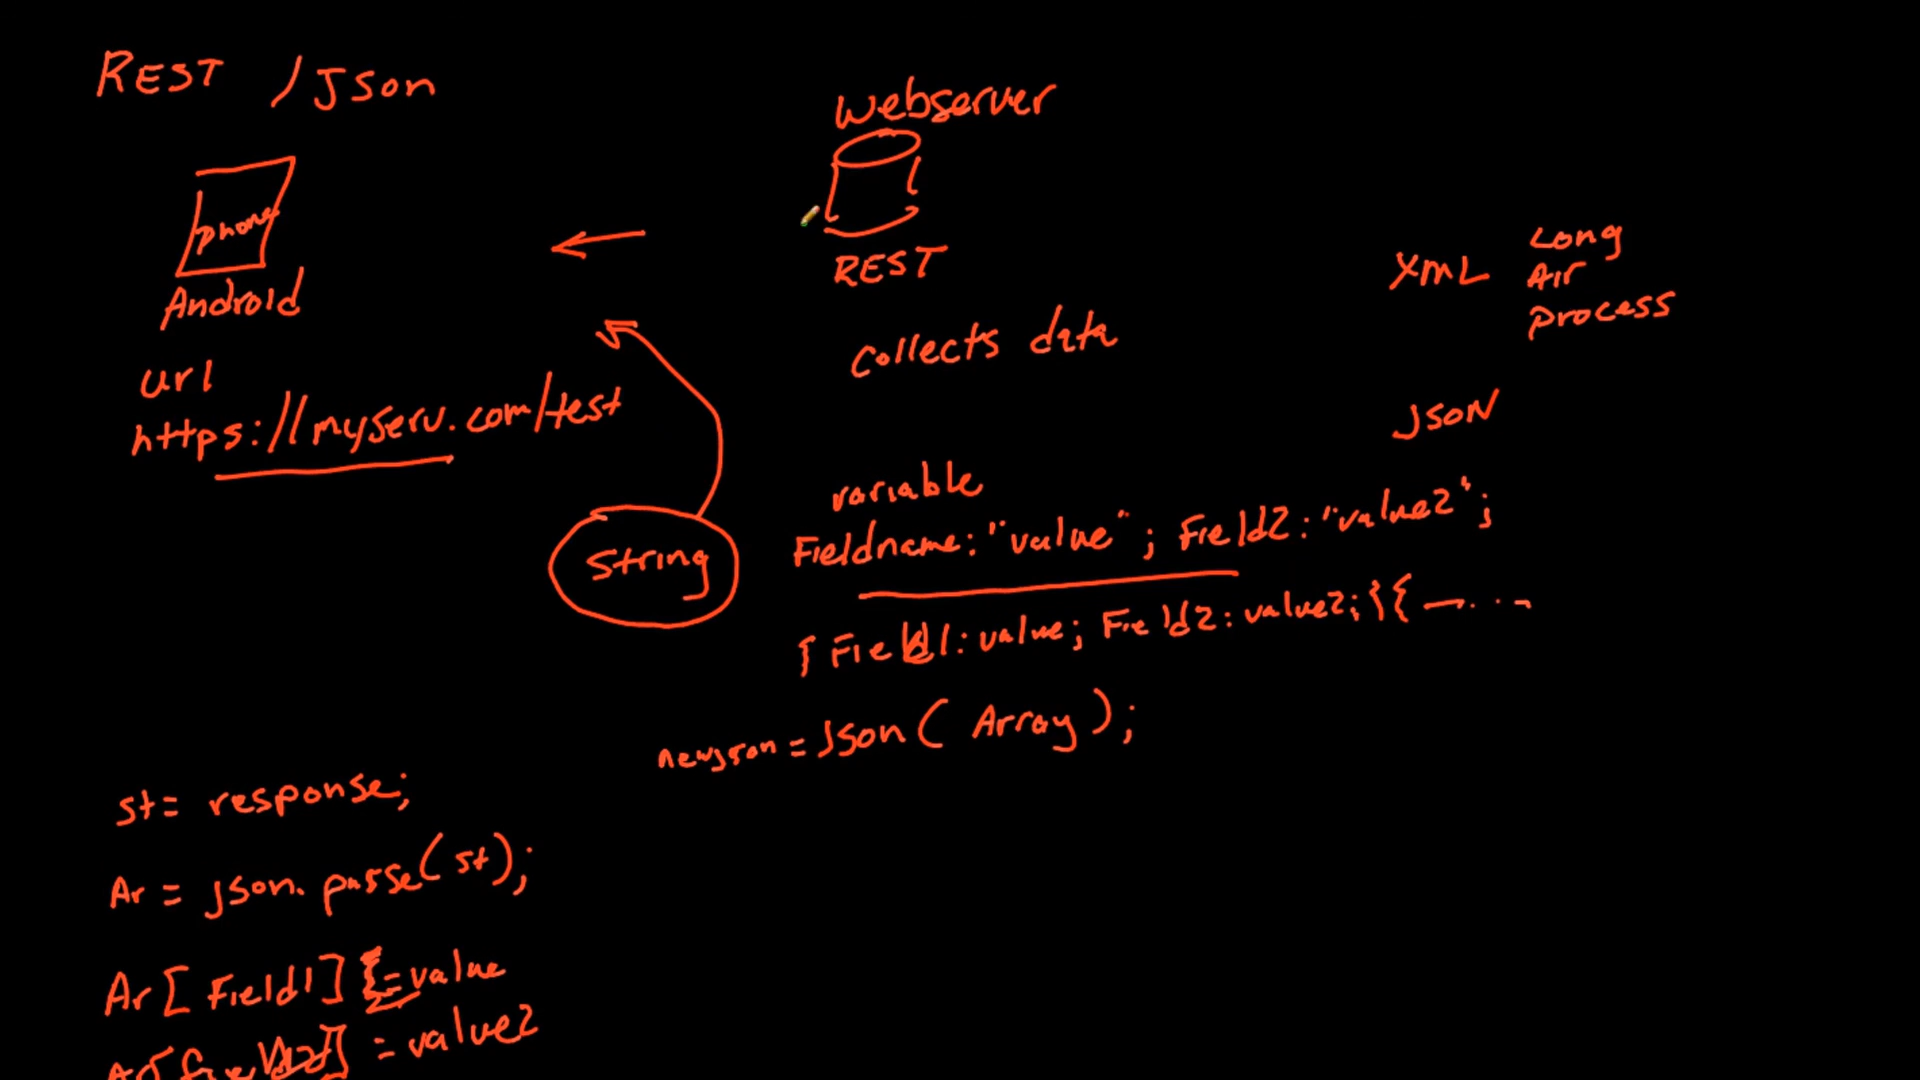 REST /Json
Webserver
phone
Android
REST
XML Long
Air
Process
Collects data
url
https://myserv.com/test
JSON
variable
Fieldname: "value"; Field2: "value2";
String
{ Field1: value; Field2: value2; }{ —...
newjson = Json ( Array );
st = response;
Ar = json. parse(st);
Ar [ Field1] = value
= value2